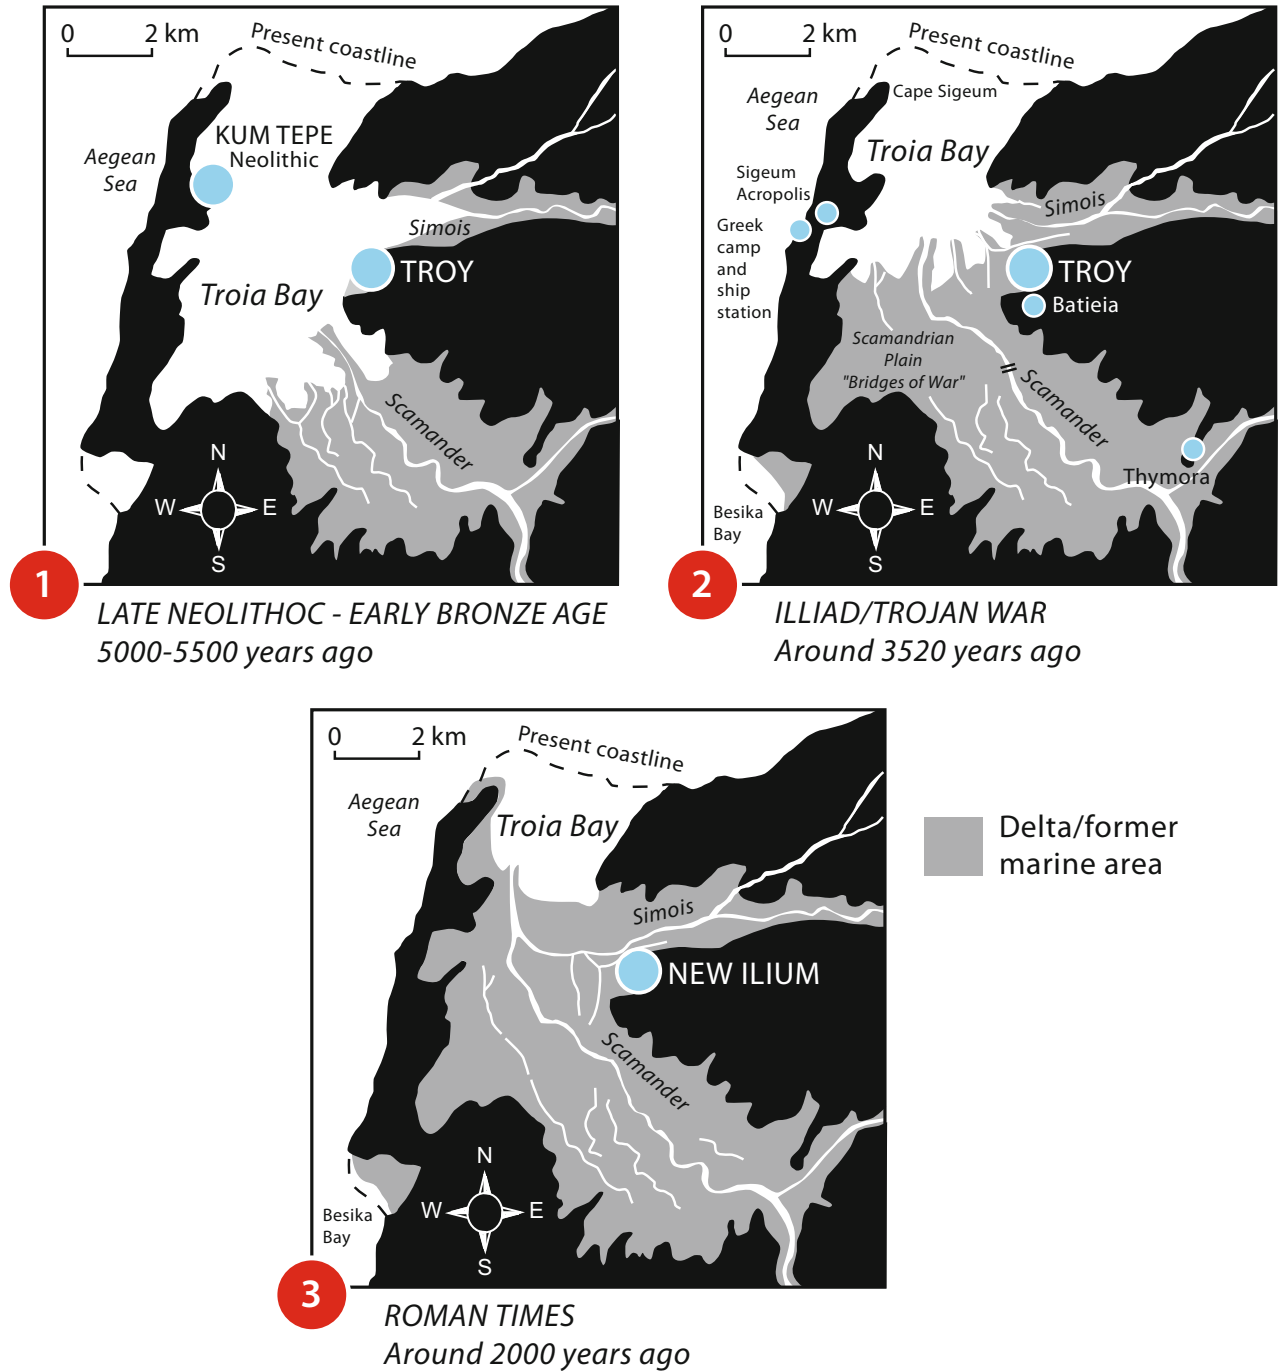 0 2 km
Present coastline
KUM TEPE
Neolithic
Aegean
Sea
Simois
TROY
Troia Bay
Scamander
N
W E
S
1
LATE NEOLITHOC - EARLY BRONZE AGE
5000-5500 years ago
0 2 km
Present coastline
Cape Sigeum
Aegean
Sea
Troia Bay
Sigeum
Acropolis
Simois
Greek
camp
and
ship
station
TROY
Batieia
Scamandrian
Plain
"Bridges of War"
Scamander
Thymora
N
W E
S
Besika
Bay
2
ILLIAD/TROJAN WAR
Around 3520 years ago
0 2 km
Present coastline
Aegean
Sea
Troia Bay
Simois
NEW ILIUM
Scamander
N
W E
S
Besika
Bay
3
ROMAN TIMES
Around 2000 years ago
Delta/former
marine area